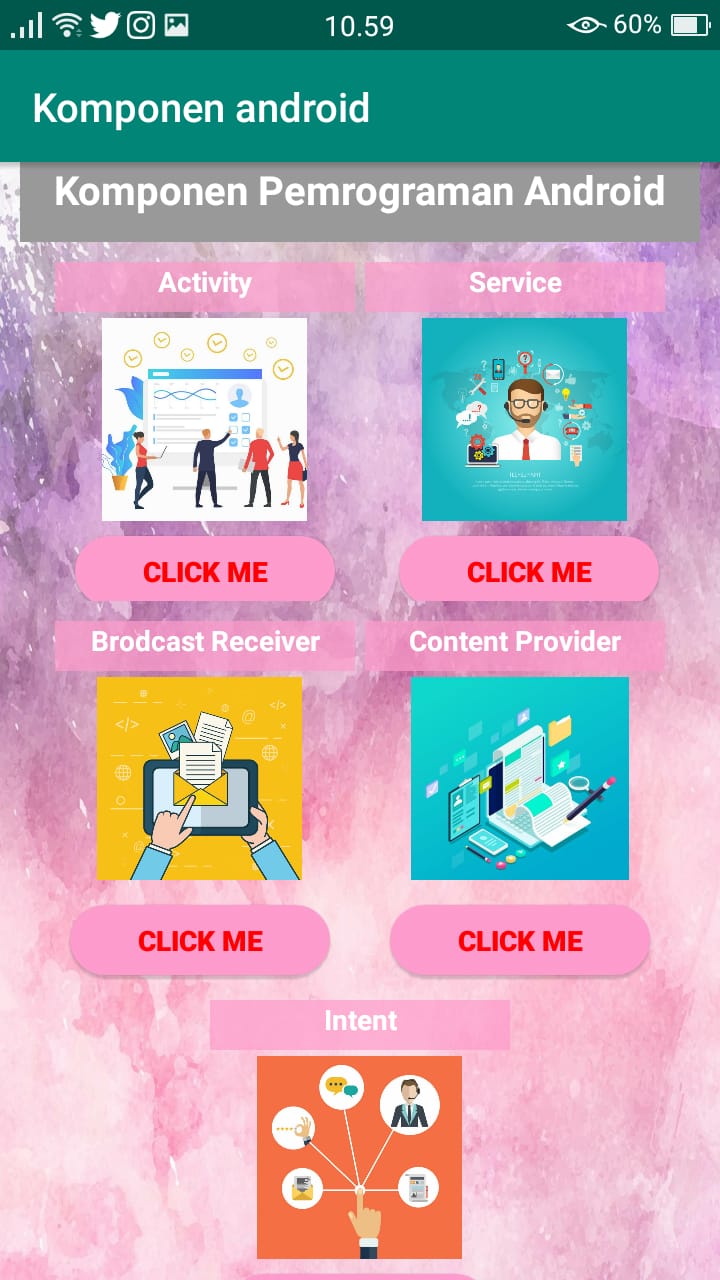 10.59
60%
Komponen android
Komponen Pemrograman Android
Activity
Service
CLICK ME
CLICK ME
Brodcast Receiver
Content Provider
CLICK ME
CLICK ME
Intent